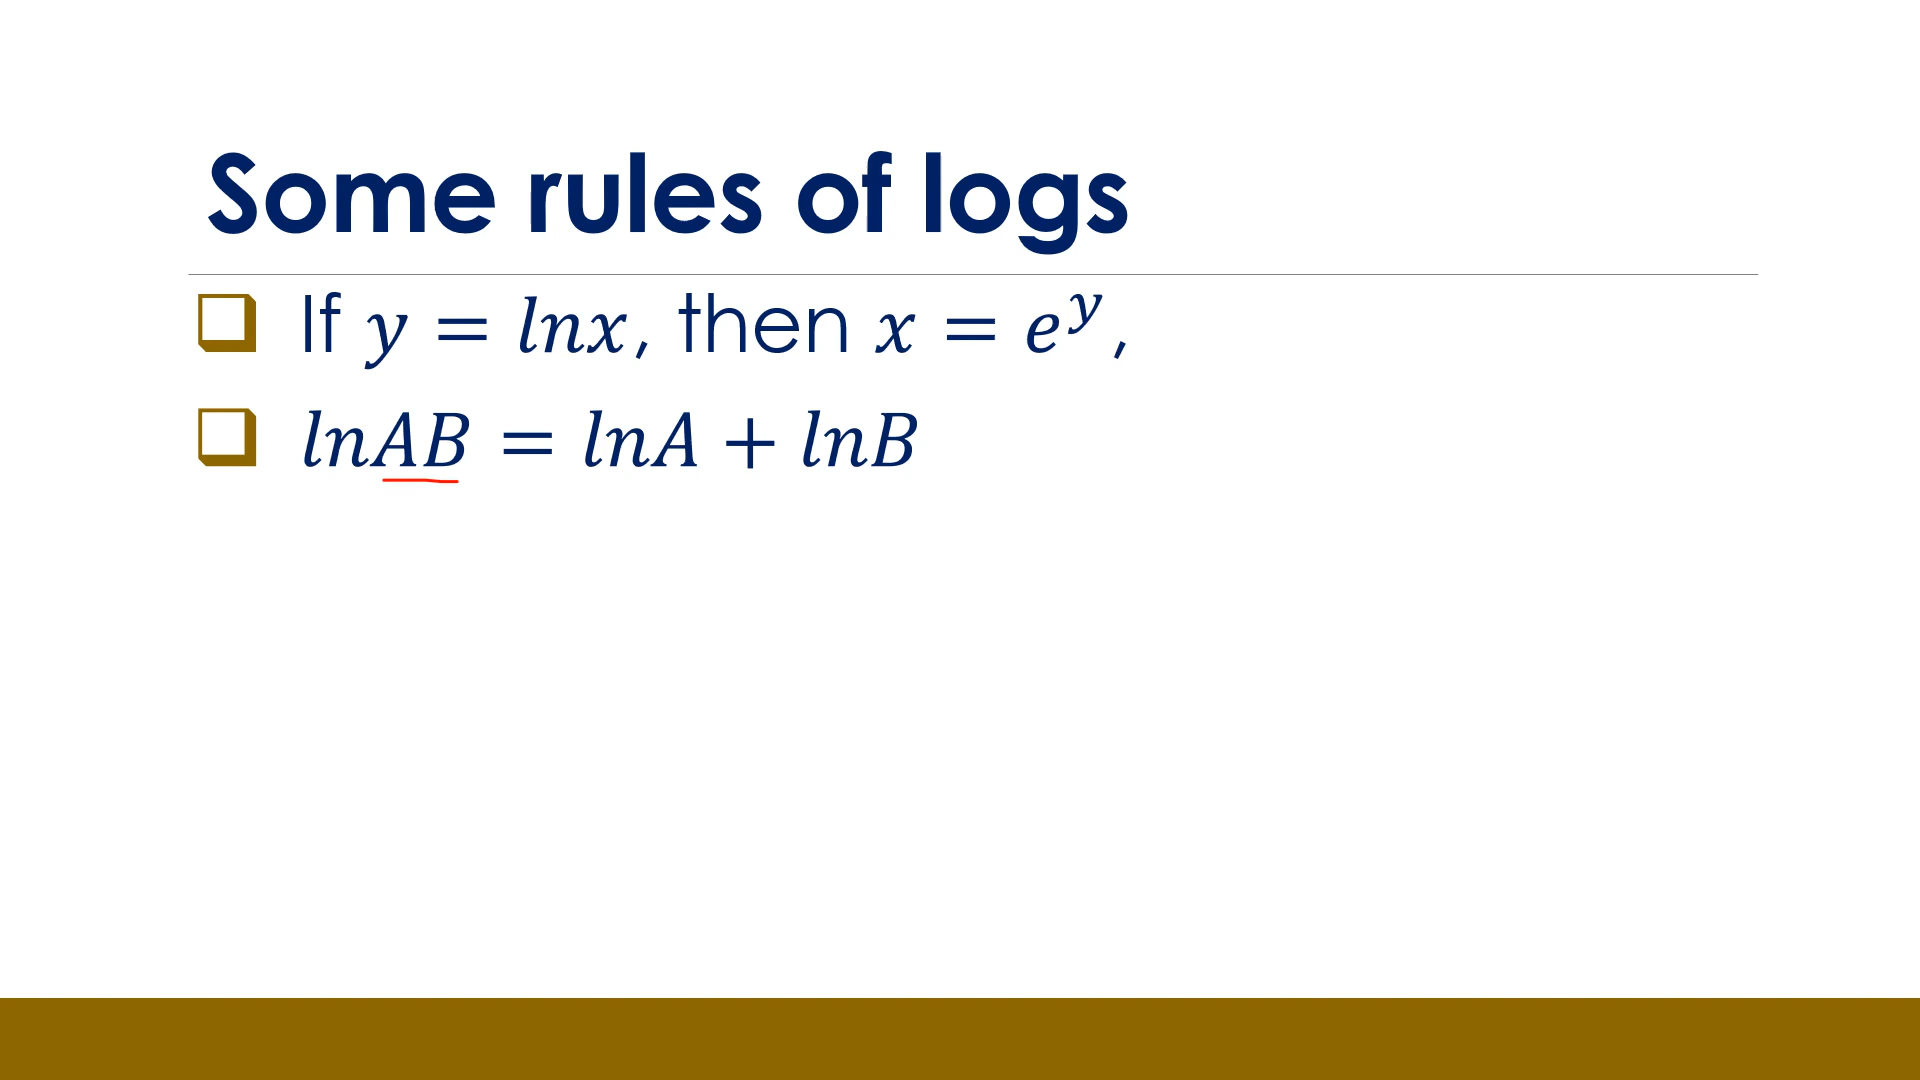 Some rules of logs
If y = lnx, then x = e^y,
lnAB = lnA + lnB